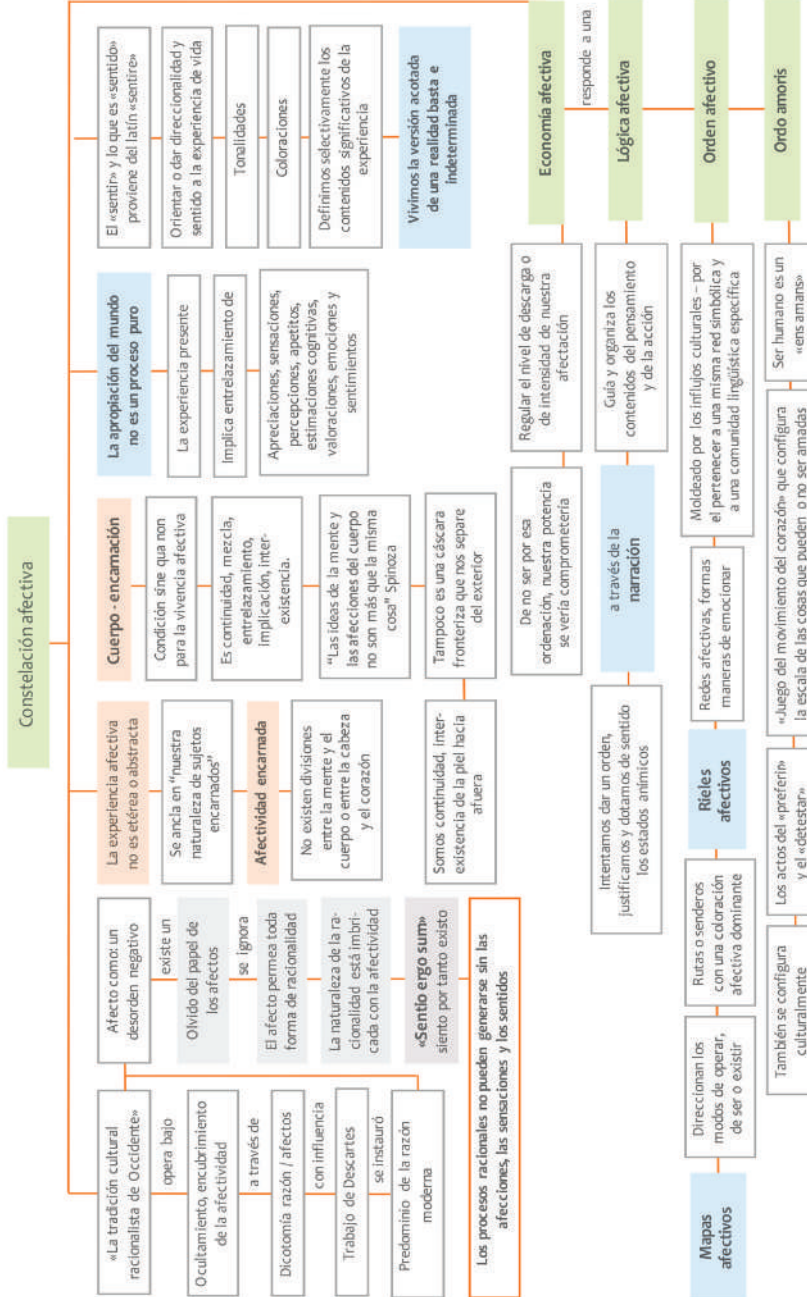 Constelación afectiva
«La tradición cultural
racionalista de Occidente»
opera bajo
Ocultamiento, encubrimiento
de la afectividad
a través de
Dicotomía razón / afectos
con influencia
Trabajo de Descartes
se instauró
Predominio de la razón
moderna
Afecto como: un
desorden negativo
existe un
Olvido del papel de
los afectos
se ignora
El afecto permea toda
forma de racionalidad
La naturaleza de la ra-
cionalidad está imbri-
cada con la afectividad
«Sentio ergo sum»
siento por tanto existo
Los procesos racionales no pueden generarse sin las
afecciones, las sensaciones y los sentidos
La experiencia afectiva
no es etérea o abstracta
Se ancla en "nuestra
naturaleza de sujetos
encarnados"
Afectividad encarnada
No existen divisiones
entre la mente y el
cuerpo o entre la cabeza
y el corazón
Somos continuidad, inter-
existencia de la piel hacia
afuera
Cuerpo - encarnación
Condición sine qua non
para la vivencia afectiva
Es continuidad, mezcla,
entrelazamiento,
implicación, inter-
existencia.
"Las ideas de la mente y
las afecciones del cuerpo
no son más que la misma
cosa" Spinoza
Tampoco es una cáscara
fronteriza que nos separe
del exterior
La apropiación del mundo
no es un proceso puro
La experiencia presente
Implica entrelazamiento de
Apreciaciones, sensaciones,
percepciones, apetitos,
estimaciones cognitivas,
valoraciones, emociones y
sentimientos
El «sentir» y lo que es «sentido»
proviene del latín «sentire»
Orientar o dar direccionalidad y
sentido a la experiencia de vida
Tonalidades
Coloraciones
Definimos selectivamente los
contenidos significativos de la
experiencia
Vivimos la versión acotada
de una realidad basta e
indeterminada
Economía afectiva
responde a una
Regular el nivel de descarga o
de intensidad de nuestra
afectación
De no ser por esa
ordenación, nuestra potencia
se vería comprometería
Lógica afectiva
Guía y organiza los
contenidos del pensamiento
y de la acción
a través de la
narración
Intentamos dar un orden,
justificamos y dotamos de sentido
los estados anímicos
Orden afectivo
Moldeado por los influjos culturales – por
el pertenecer a una misma red simbólica y
a una comunidad lingüística específica
Redes afectivas, formas
maneras de emocionar
Rieles
afectivos
Rutas o senderos
con una coloración
afectiva dominante
Direccionan los
modos de operar,
de ser o existir
Mapas
afectivos
Ordo amoris
Ser humano es un
«ens amans»
«Juego del movimiento del corazón» que configura
la escala de las cosas que pueden o no ser amadas
Los actos del «preferir»
y el «detestar»
También se configura
culturalmente